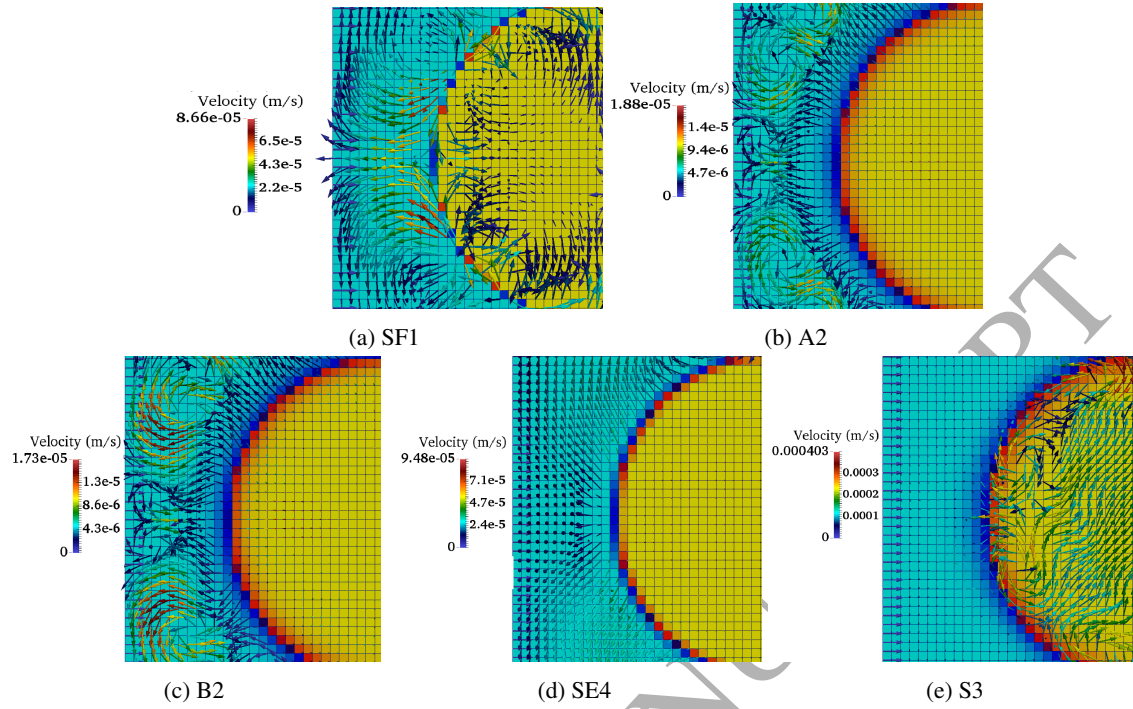 Velocity (m/s)
8.66e-05
6.5e-5
4.3e-5
2.2e-5
0
(a) SF1
Velocity (m/s)
1.88e-05
1.4e-5
9.4e-6
4.7e-6
0
(b) A2
Velocity (m/s)
1.73e-05
1.3e-5
8.6e-6
4.3e-6
0
(c) B2
Velocity (m/s)
9.48e-05
7.1e-5
4.7e-5
2.4e-5
0
(d) SE4
Velocity (m/s)
0.000403
0.0003
0.0002
0.0001
0
(e) S3
PT